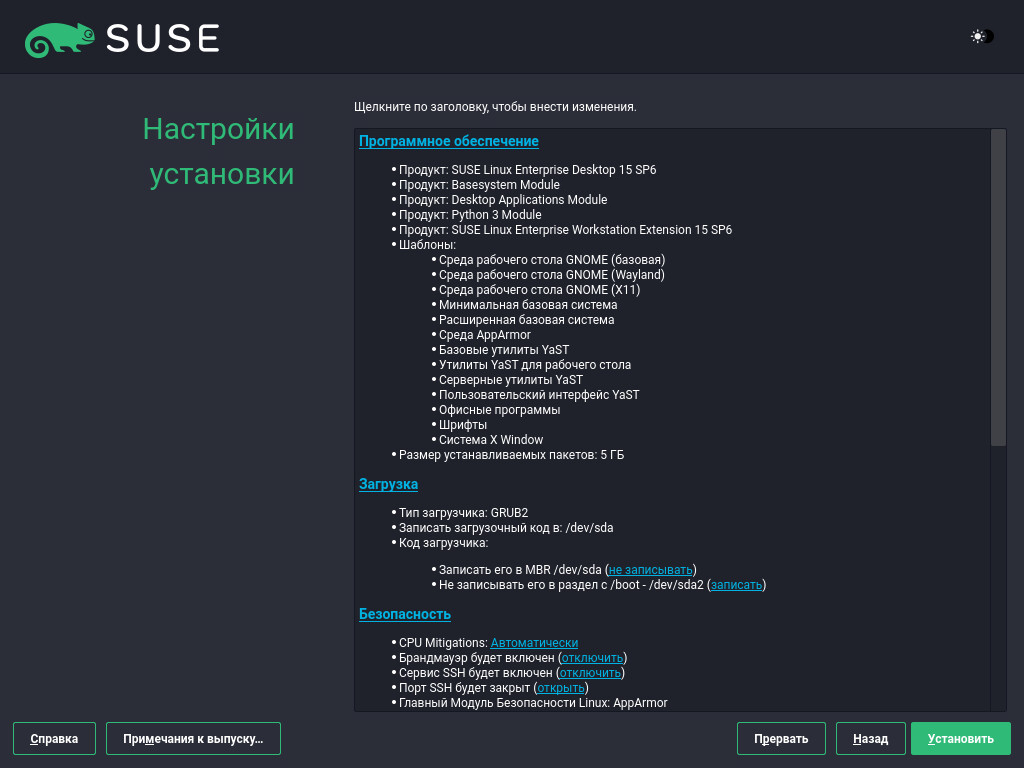 SUSE
Настройки
установки
Щелкните по заголовку, чтобы внести изменения.
Программное обеспечение
• Продукт: SUSE Linux Enterprise Desktop 15 SP6
• Продукт: Basesystem Module
• Продукт: Desktop Applications Module
• Продукт: Python 3 Module
• Продукт: SUSE Linux Enterprise Workstation Extension 15 SP6
• Шаблоны:
• Среда рабочего стола GNOME (базовая)
• Среда рабочего стола GNOME (Wayland)
• Среда рабочего стола GNOME (X11)
• Минимальная базовая система
• Расширенная базовая система
• Среда AppArmor
• Базовые утилиты YaST
• Утилиты YaST для рабочего стола
• Серверные утилиты YaST
• Пользовательский интерфейс YaST
• Офисные программы
• Шрифты
• Система X Window
• Размер устанавливаемых пакетов: 5 ГБ
Загрузка
• Тип загрузчика: GRUB2
• Записать загрузочный код в: /dev/sda
• Код загрузчика:
• Записать его в MBR /dev/sda (не записывать)
• Не записывать его в раздел с /boot - /dev/sda2 (записать)
Безопасность
• CPU Mitigations: Автоматически
• Брандмауэр будет включен (отключить)
• Сервис SSH будет включен (отключить)
• Порт SSH будет закрыт (открыть)
• Главный Модуль Безопасности Linux: AppArmor
Справка
Примечания к выпуску...
Прервать
Назад
Установить